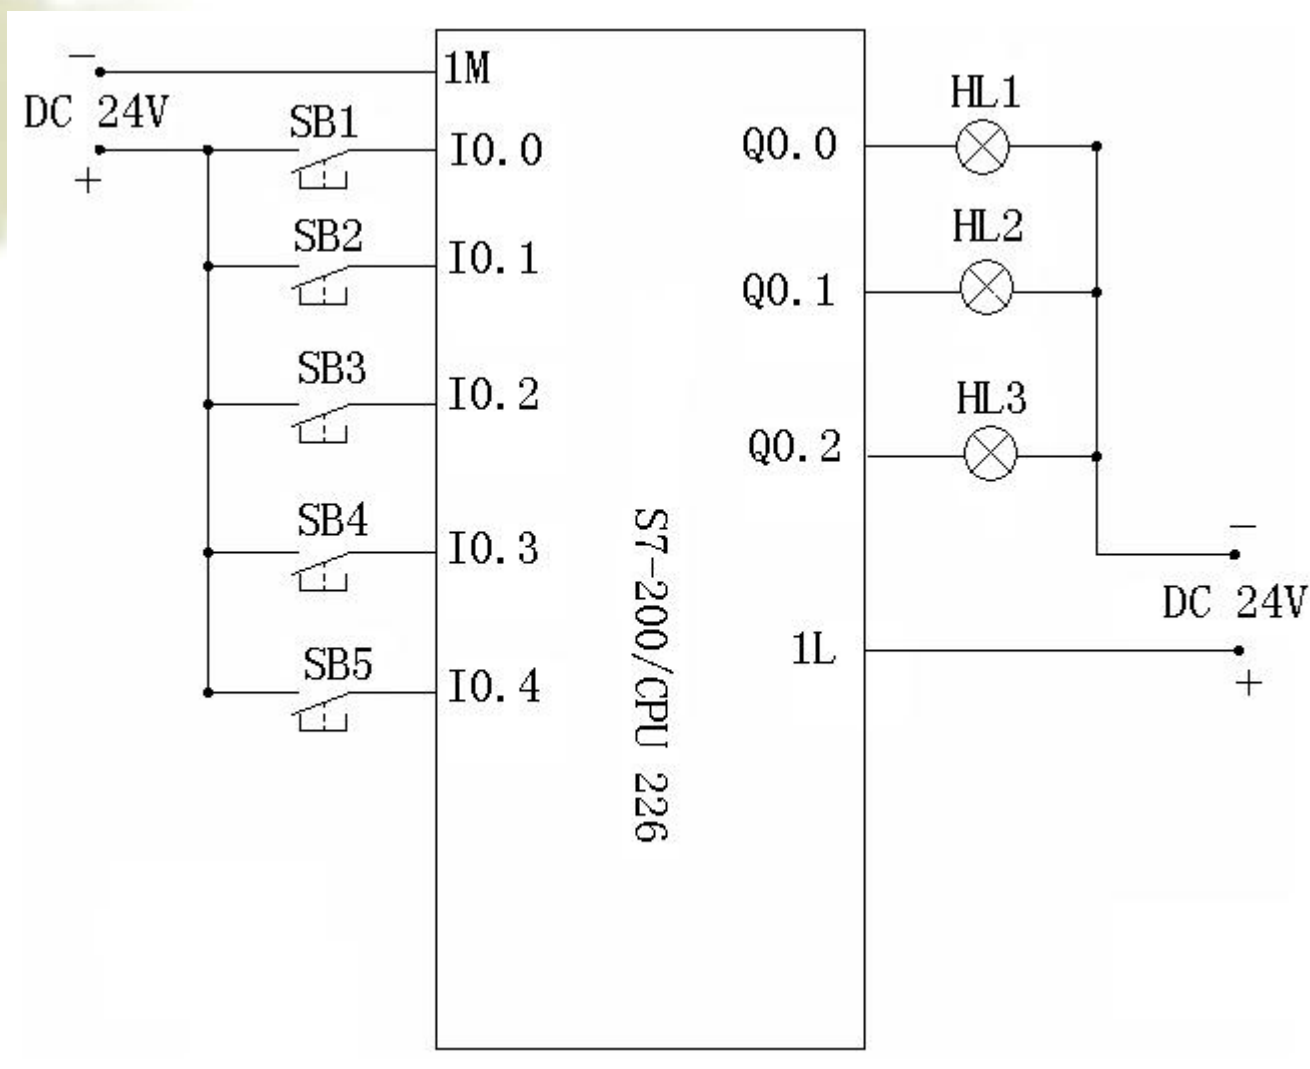 −
1M
DC 24V
+
SB1
I0.0
SB2
I0.1
SB3
I0.2
SB4
I0.3
SB5
I0.4
S7-200/CPU 226
HL1
Q0.0
HL2
Q0.1
HL3
Q0.2
−
DC 24V
1L
+